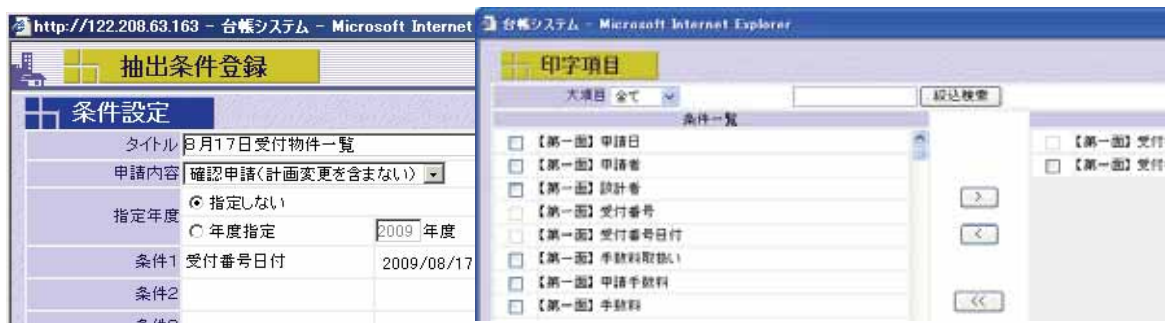 http://122.208.63.163 - 台帳システム - Microsoft Internet
抽出条件登録
条件設定
タイトル 8月17日受付物件一覧
申請内容 確認申請(計画変更を含まない)
指定年度
指定しない
年度指定 2009 年度
条件1 受付番号日付 2009/08/17
条件2
台帳システム - Microsoft Internet Explorer
印字項目
大項目 全て 絞込検索
条件一覧
【第一面】申請日
【第一面】申請者
【第一面】設計者
【第一面】受付番号
【第一面】受付番号日付
【第一面】手数料取扱い
【第一面】申請手数料
【第一面】手数料
>
<
<<
【第一面】受付
【第一面】受付